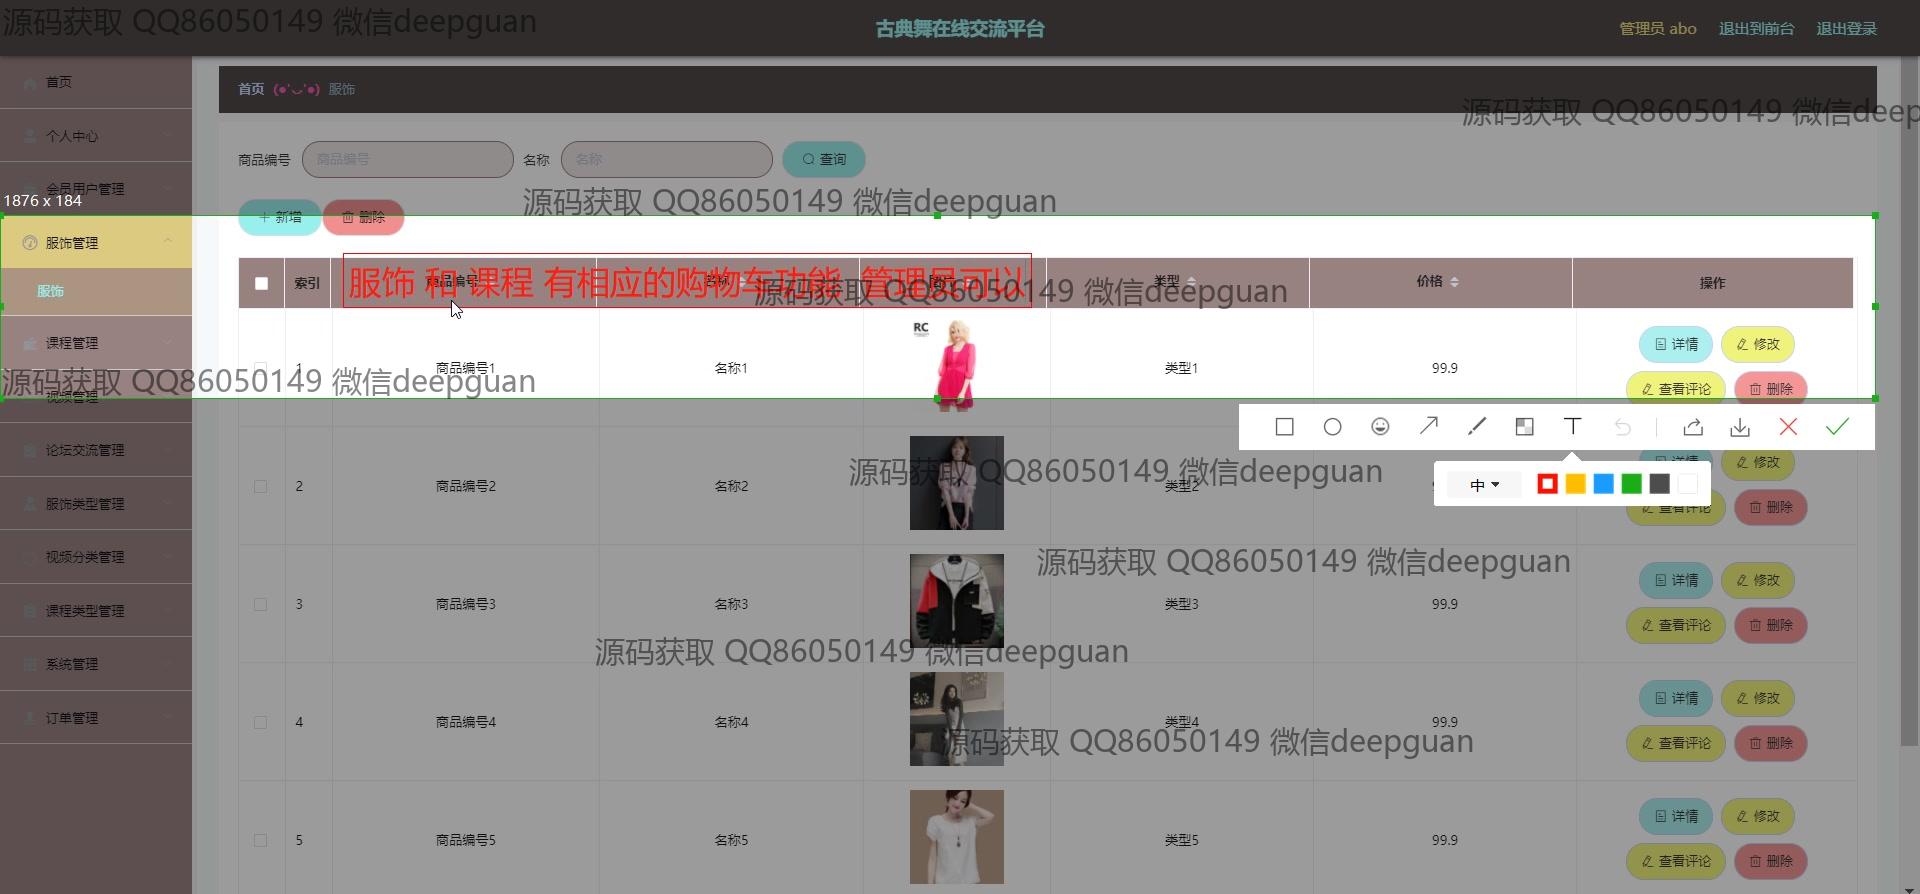 源码获取 QQ86050149 微信deepguan
古典舞在线交流平台
管理员 abo 退出到前台 退出登录
首页
首页 (●'◡'●) 服饰
源码获取 QQ86050149 微信deep
个人中心
商品编号 商品编号 名称 名称 查询
会员用户管理
1876 x 184
源码获取 QQ86050149 微信deepguan
新增 删除
服饰管理
服饰
索引 商品编号 名称 图片 类型 价格 操作
服饰 和 课程 有相应的购物车功能 管理员可以
源码获取 QQ86050149 微信deepguan
课程管理
RC
1 商品编号1 名称1 类型1 99.9 详情 修改
查看评论 删除
源码获取 QQ86050149 微信deepguan
视频管理
论坛交流管理
中
2 商品编号2 名称2 类型2 详情 修改
查看评论 删除
源码获取 QQ86050149 微信deepguan
服饰类型管理
视频分类管理
源码获取 QQ86050149 微信deepguan
3 商品编号3 名称3 类型3 99.9 详情 修改
查看评论 删除
课程类型管理
源码获取 QQ86050149 微信deepguan
系统管理
4 商品编号4 名称4 类型4 99.9 详情 修改
查看评论 删除
订单管理
源码获取 QQ86050149 微信deepguan
5 商品编号5 名称5 类型5 99.9 详情 修改
查看评论 删除